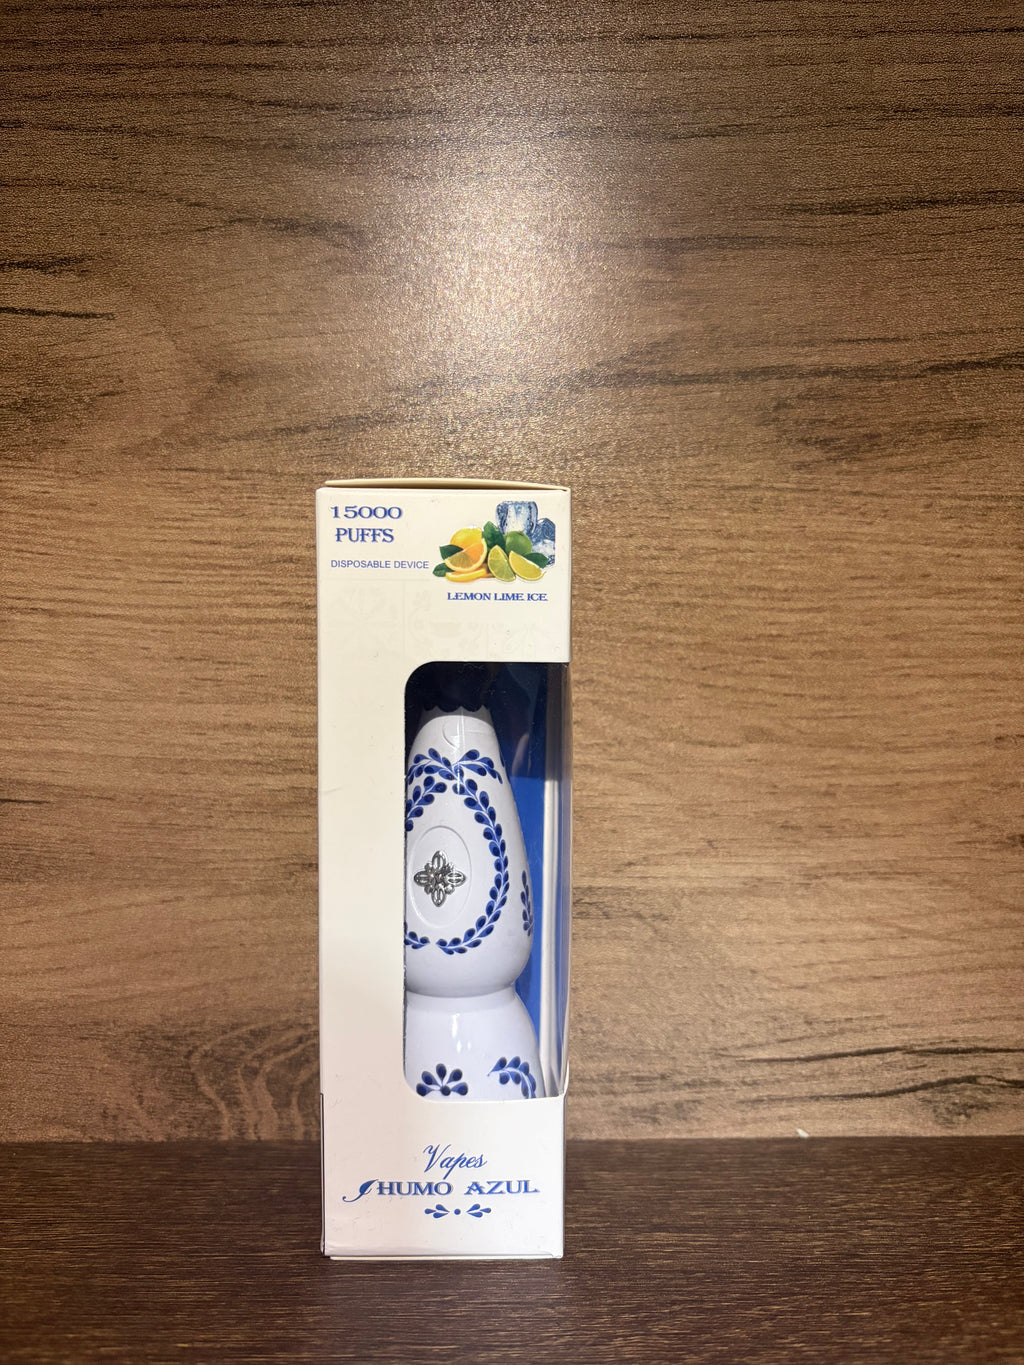 15000
PUFFS
DISPOSABLE DEVICE
LEMON LIME ICE
Vapes
HUMO AZUL